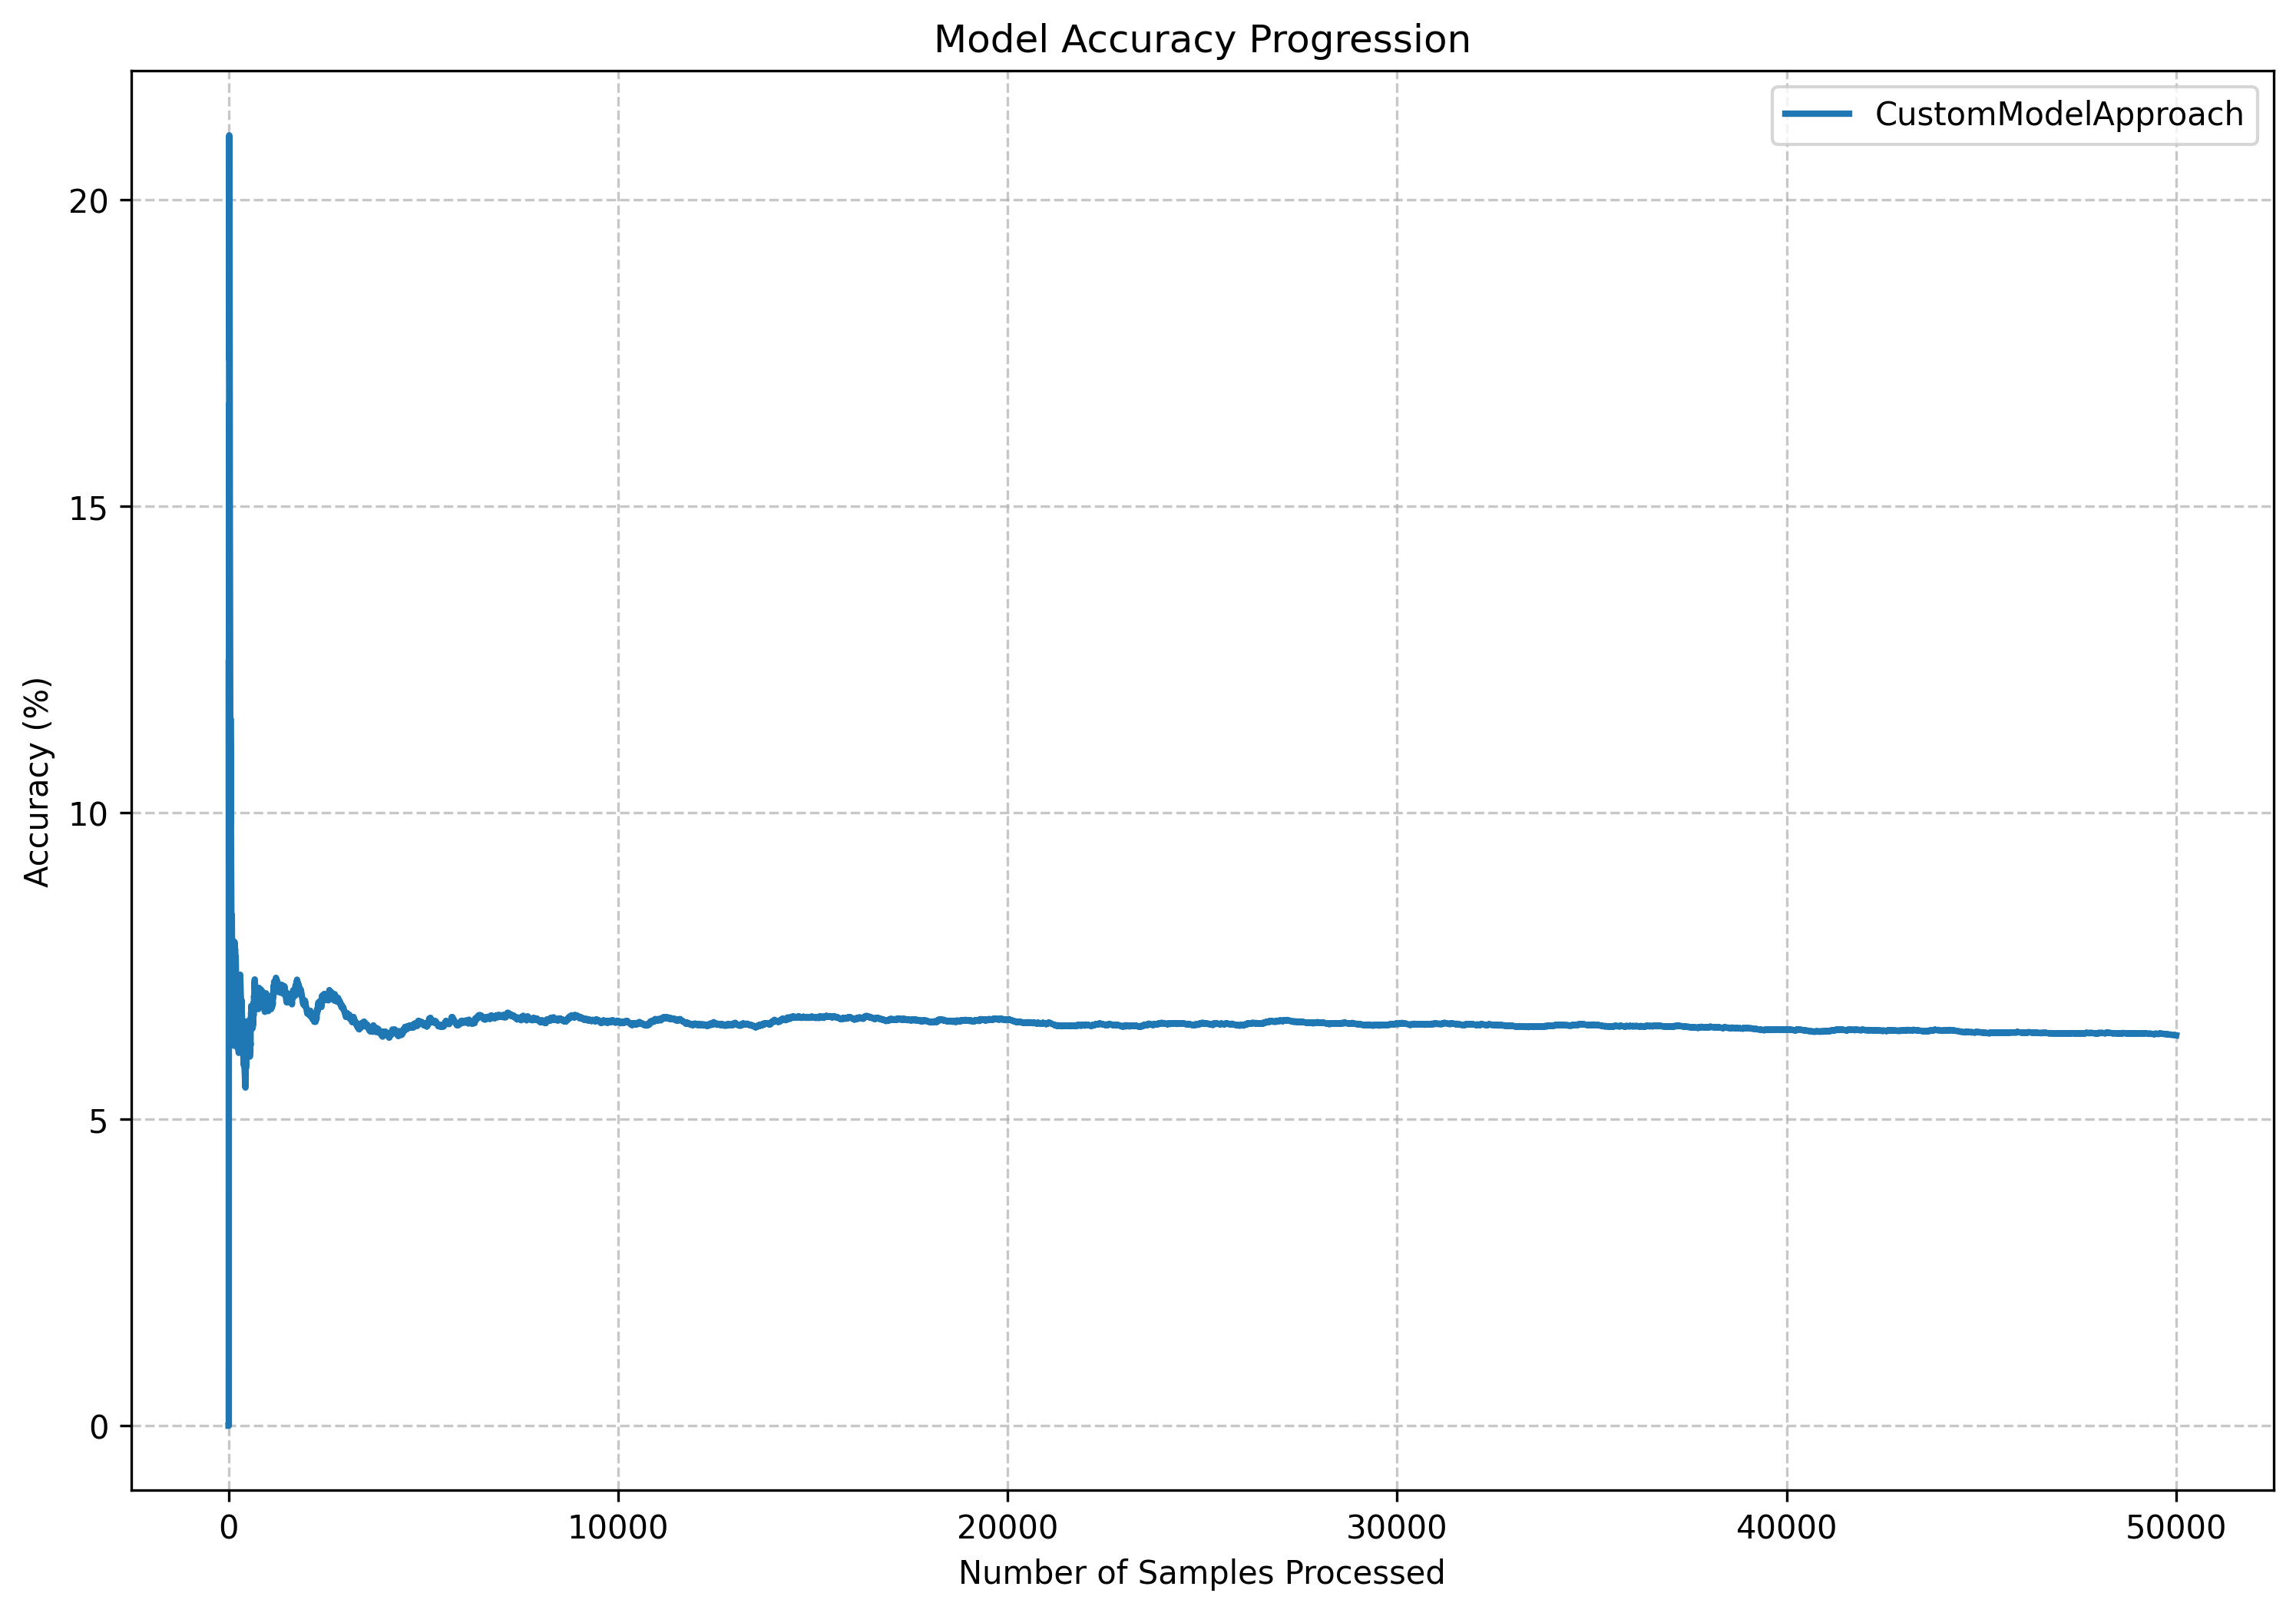 Model Accuracy Progression
CustomModelApproach
Accuracy (%)
20
15
10
5
0
0 10000 20000 30000 40000 50000
Number of Samples Processed